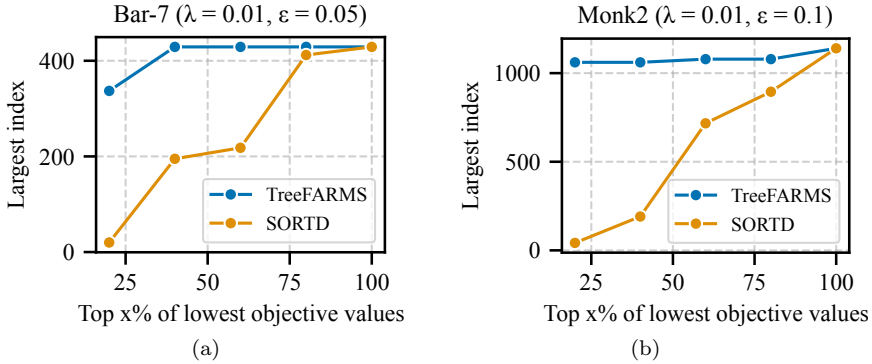 Bar-7 (λ = 0.01, ε = 0.05)
Largest index
400
200
0
TreeFARMS
SORTD
25
50
75
100
Top x% of lowest objective values
(a)
Monk2 (λ = 0.01, ε = 0.1)
Largest index
1000
500
0
TreeFARMS
SORTD
25
50
75
100
Top x% of lowest objective values
(b)